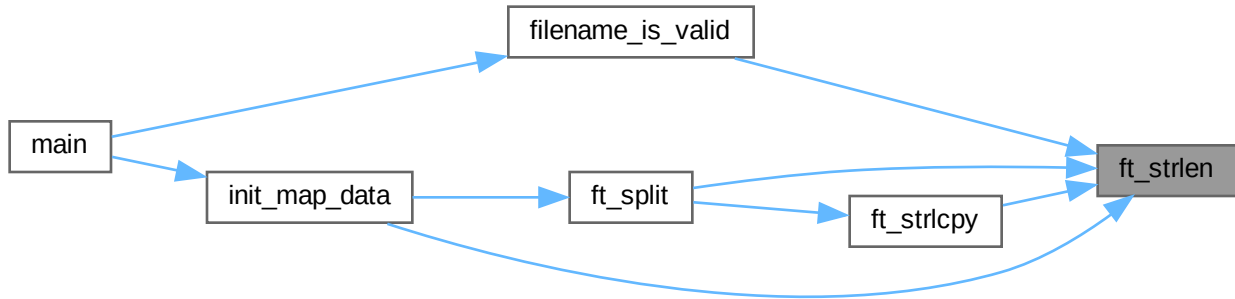 filename_is_valid
main
ft_strlen
init_map_data
ft_split
ft_strlcpy